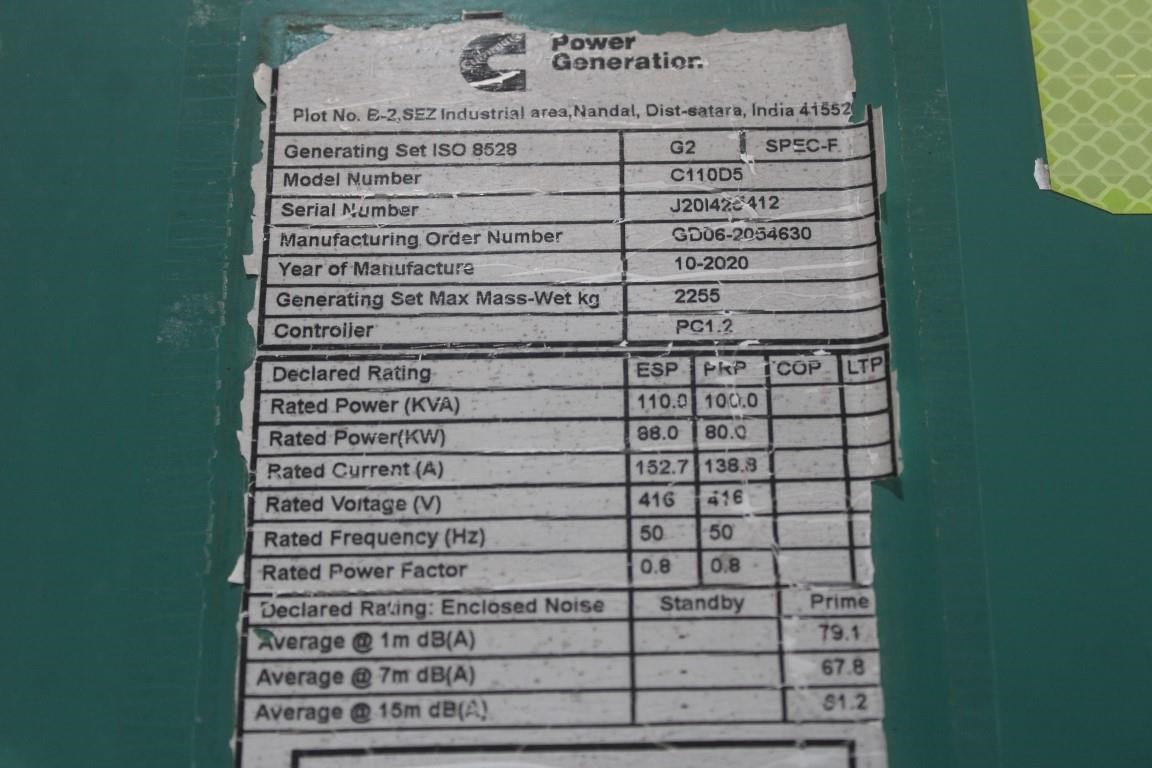 Power
Generation
Plot No. E-2,SEZ Industrial area,Nandal, Dist-satara, India 41552
Generating Set ISO 8528 G2 SPEC-F
Model Number C110D5
Serial Number
Manufacturing Order Number GD06-2054630
Year of Manufacture 10-2020
Generating Set Max Mass-Wet kg 2255
Controller PC1.2
Declared Rating ESP PRP COP LTP
Rated Power (KVA) 110.0 100.0
Rated Power(KW) 88.0 80.0
Rated Current (A) 152.7 138.8
Rated Voltage (V) 416 416
Rated Frequency (Hz) 50 50
Rated Power Factor 0.8 0.8
Declared Rating: Enclosed Noise Standby Prime
Average @ 1m dB(A) - 79.1
Average @ 7m dB(A) - 67.8
Average @ 15m dB(A) -